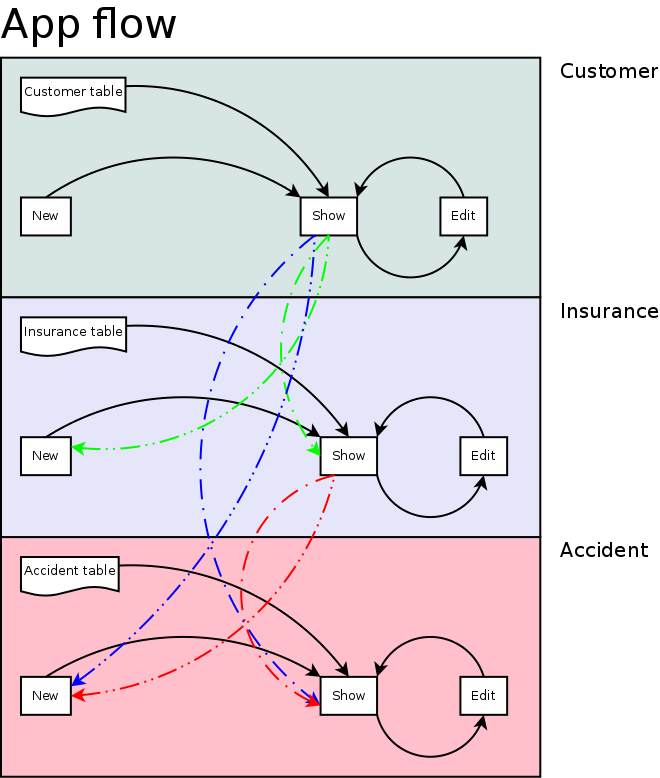 App flow
Customer
Customer table
New
Show
Edit
Insurance
Insurance table
New
Show
Edit
Accident
Accident table
New
Show
Edit